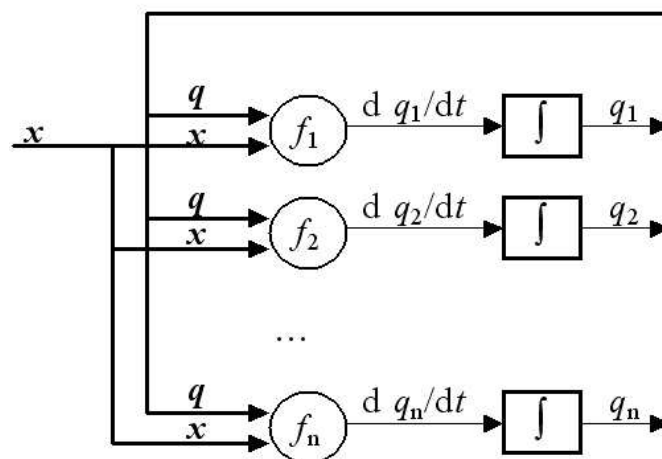 q
x x f1 d q1/dt ∫ q1
q
x f2 d q2/dt ∫ q2
...
q
x fn d qn/dt ∫ qn